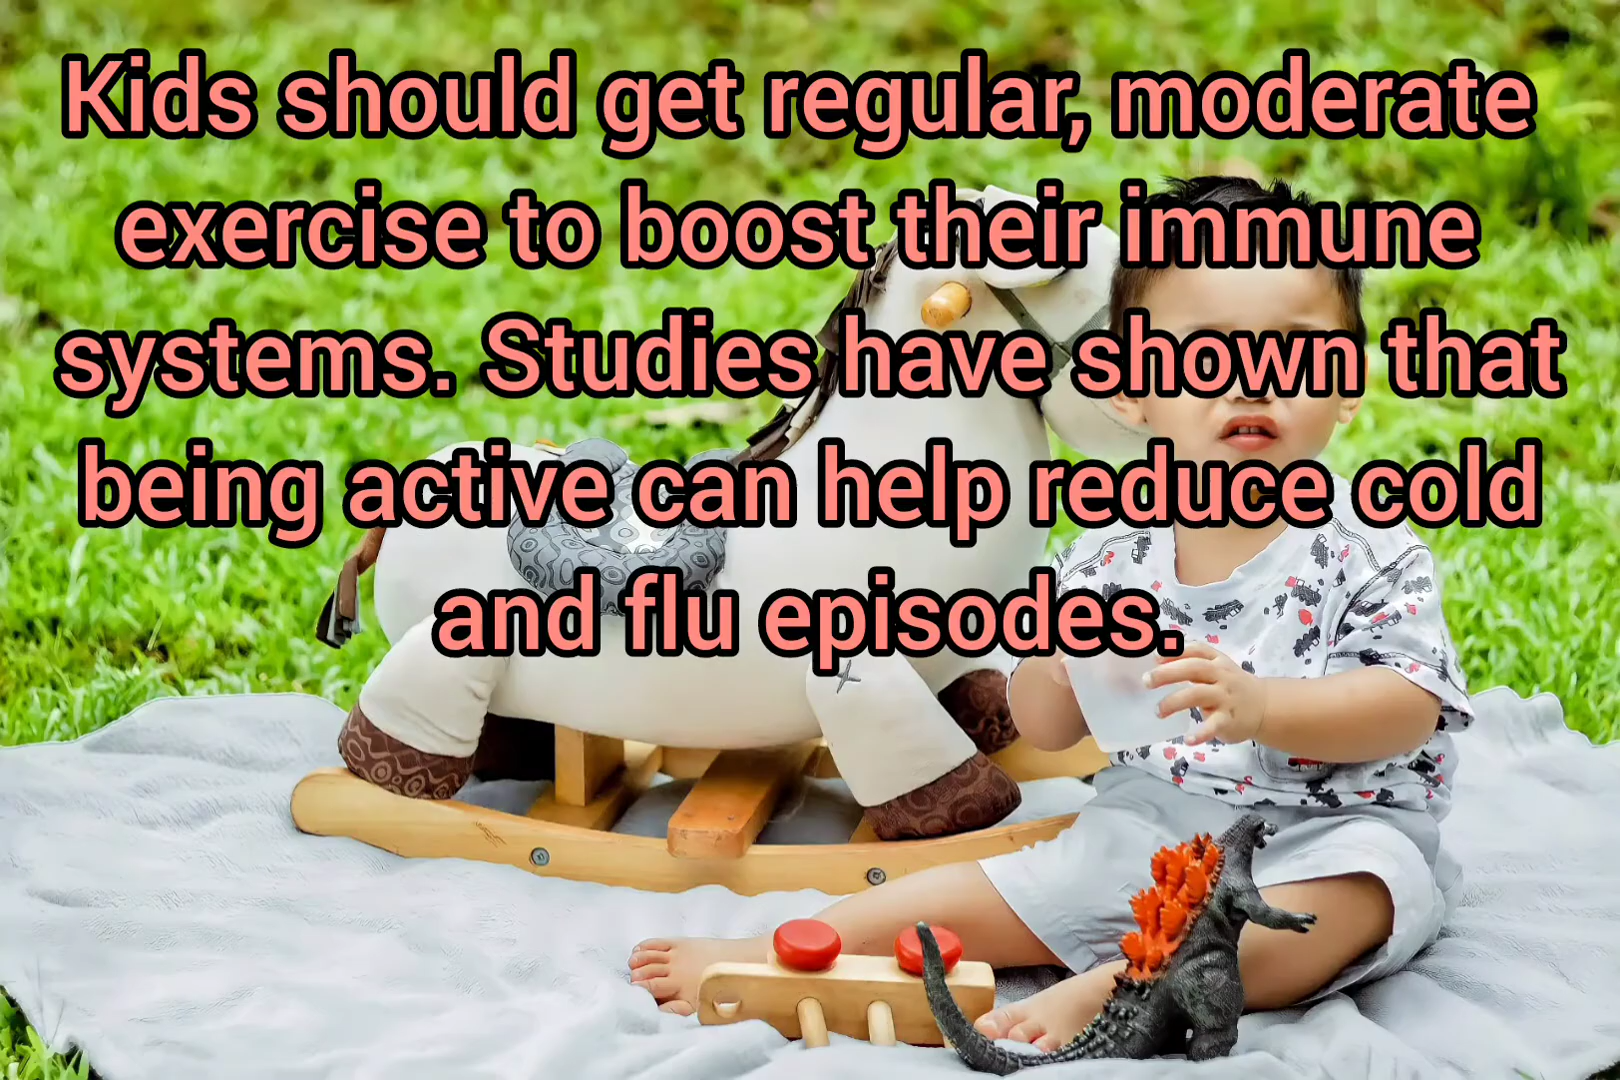 Kids should get regular, moderate
exercise to boost their immune
systems. Studies have shown that
being active can help reduce cold
and flu episodes.